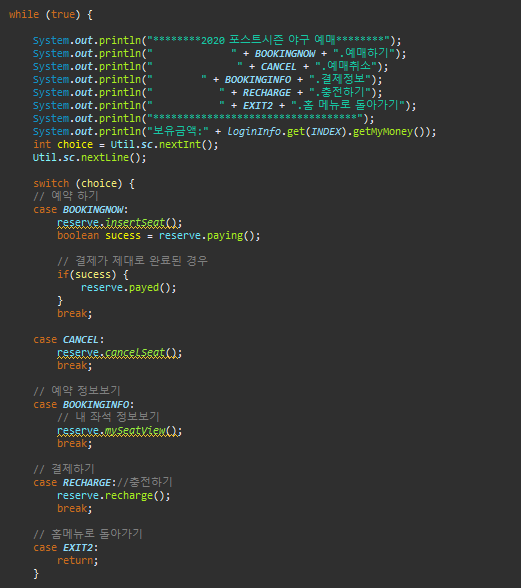 while (true) {
System.out.println("********2020 포스트시즌 야구 예매********");
System.out.println("             " + BOOKINGNOW + ".예매하기");
System.out.println("              " + CANCEL + ".예매취소");
System.out.println("        " + BOOKINGINFO + ".결제정보");
System.out.println("           " + RECHARGE + ".충전하기");
System.out.println("           " + EXIT2 + ".홈 메뉴로 돌아가기");
System.out.println("**********************************");
System.out.println("보유금액:" + loginInfo.get(INDEX).getMyMoney());
int choice = Util.sc.nextInt();
Util.sc.nextLine();
switch (choice) {
// 예약 하기
case BOOKINGNOW:
reserve.insertSeat();
boolean sucess = reserve.paying();
// 결제가 제대로 완료된 경우
if(sucess) {
reserve.payed();
}
break;
case CANCEL:
reserve.cancelSeat();
break;
// 예약 정보보기
case BOOKINGINFO:
// 내 좌석 정보보기
reserve.mySeatView();
break;
// 결제하기
case RECHARGE://충전하기
reserve.recharge();
break;
// 홈메뉴로 돌아가기
case EXIT2:
return;
}